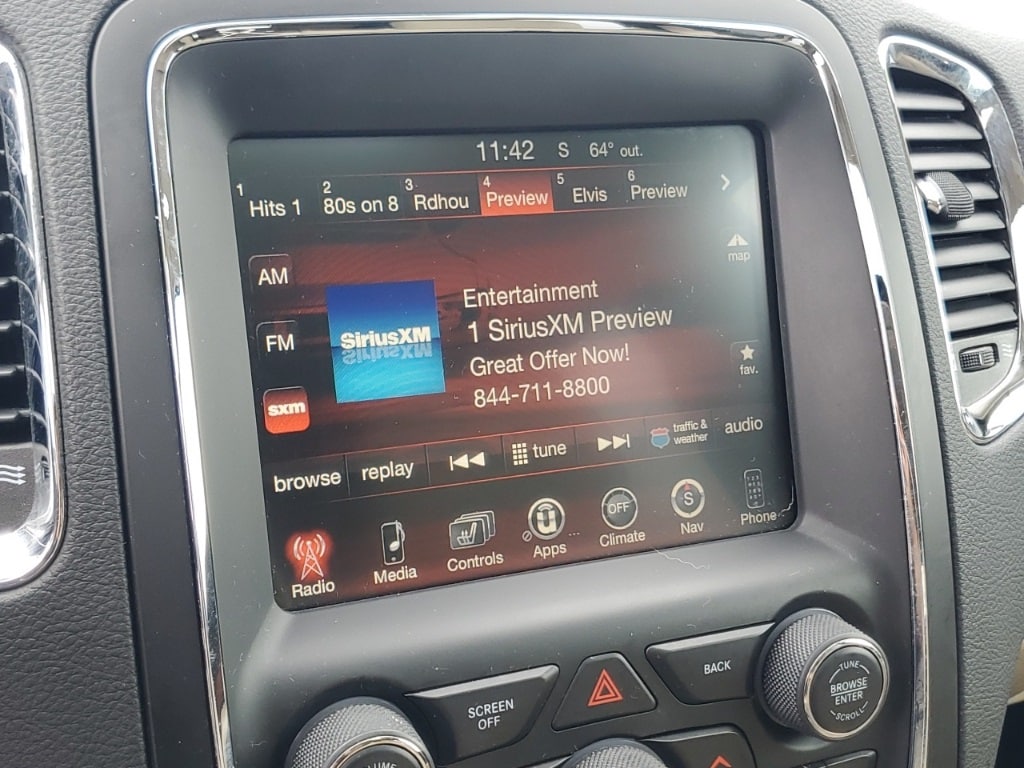 11:42 S 64° out.
1 Hits 1 2 80s on 8 3 Rdhou 4 Preview 5 Elvis 6 Preview
map
AM
FM
sxm
SiriusXM
Entertainment
1 SiriusXM Preview
Great Offer Now!
844-711-8800
fav.
browse replay tune traffic & weather audio
Radio Media Controls Apps OFF Climate S Nav Phone
SCREEN
OFF
BACK
TUNE
BROWSE
ENTER
SCROLL